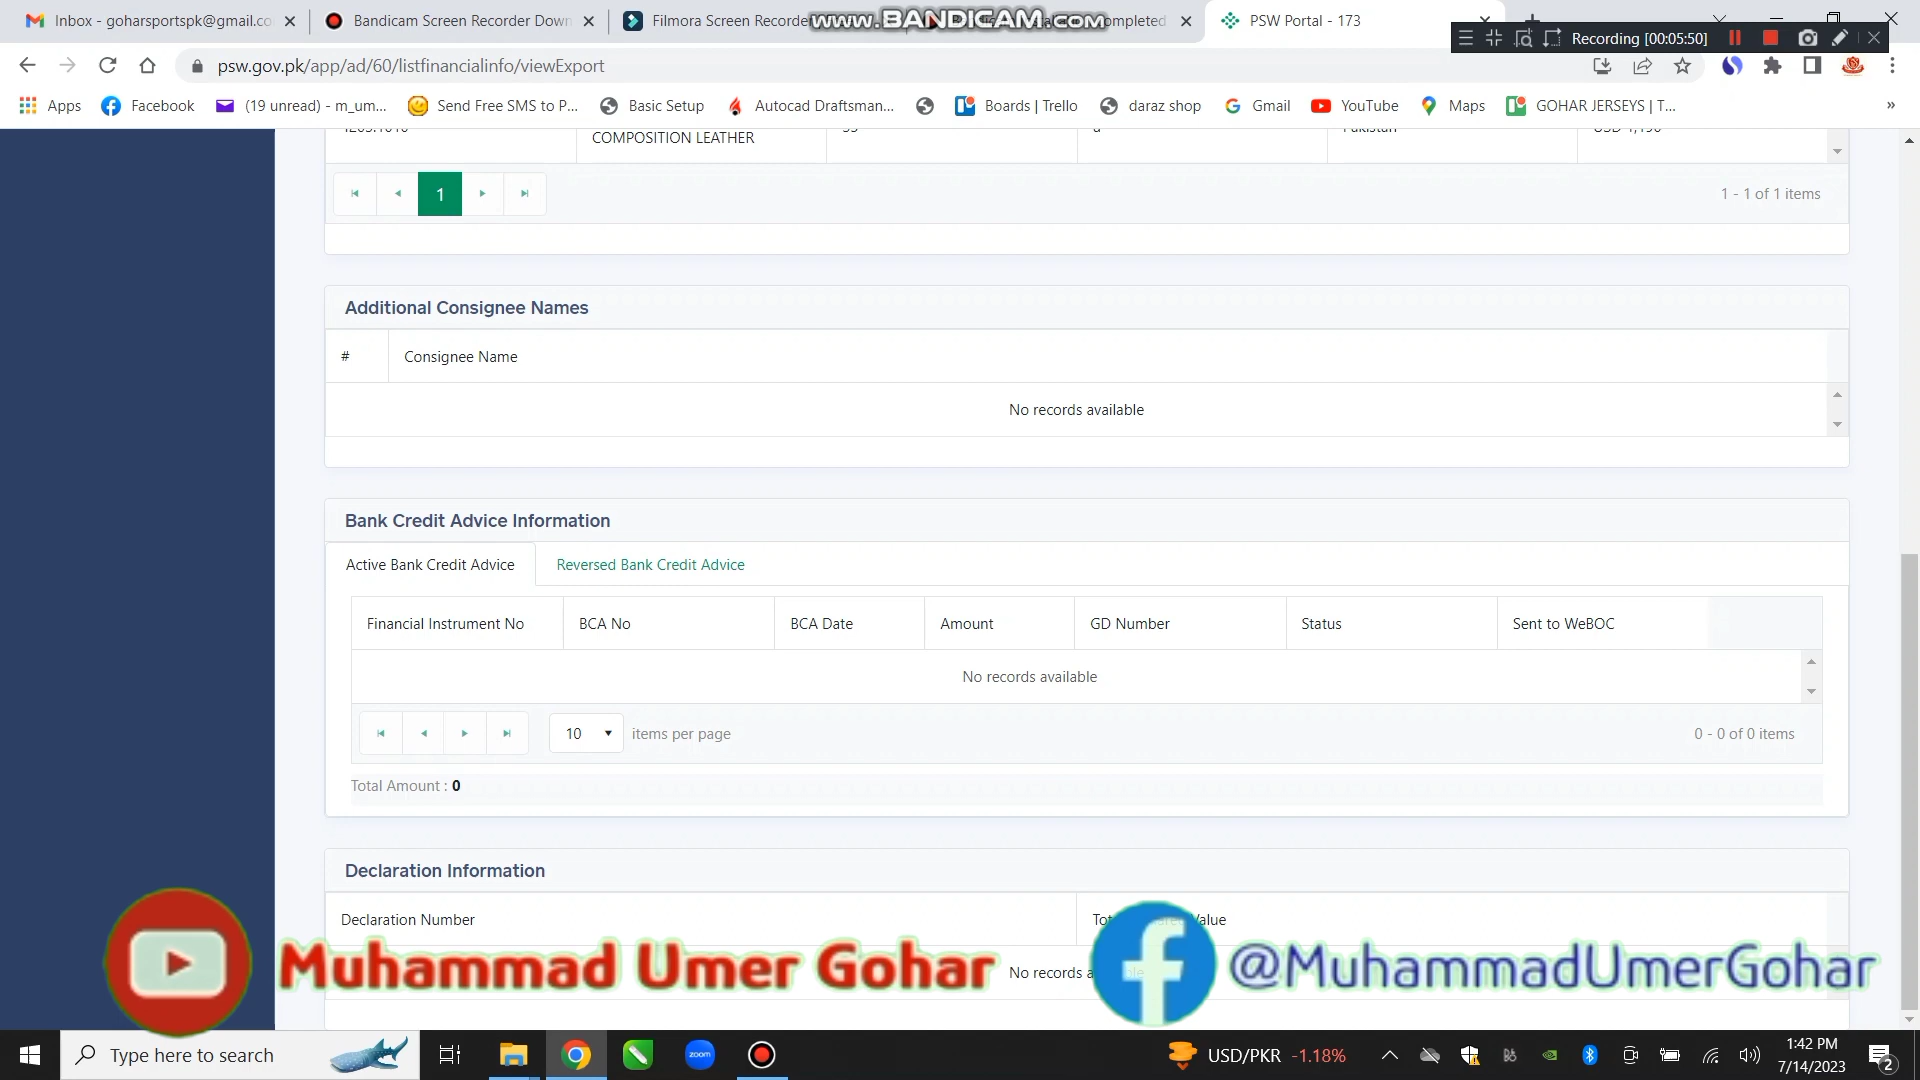 Inbox - goharsportspk@gmail.co
Bandicam Screen Recorder Down
Filmora Screen Recorder
www.BANDICAM.com
ompleted
PSW Portal - 173
Recording [00:05:50]
psw.gov.pk/app/ad/60/listfinancialinfo/viewExport
Apps
Facebook
(19 unread) - m_um...
Send Free SMS to P...
Basic Setup
Autocad Draftsman...
Boards | Trello
daraz shop
Gmail
YouTube
Maps
GOHAR JERSEYS | T...
»
COMPOSITION LEATHER
Pakistan
1
1 - 1 of 1 items
Additional Consignee Names
# Consignee Name
No records available
Bank Credit Advice Information
Active Bank Credit Advice Reversed Bank Credit Advice
Financial Instrument No BCA No BCA Date Amount GD Number Status Sent to WeBOC
No records available
10 items per page 0 - 0 of 0 items
Total Amount : 0
Declaration Information
Declaration Number
Value
No records
Muhammad Umer Gohar
@MuhammadUmerGohar
Type here to search
zoom
USD/PKR -1.18%
1:42 PM
7/14/2023
2